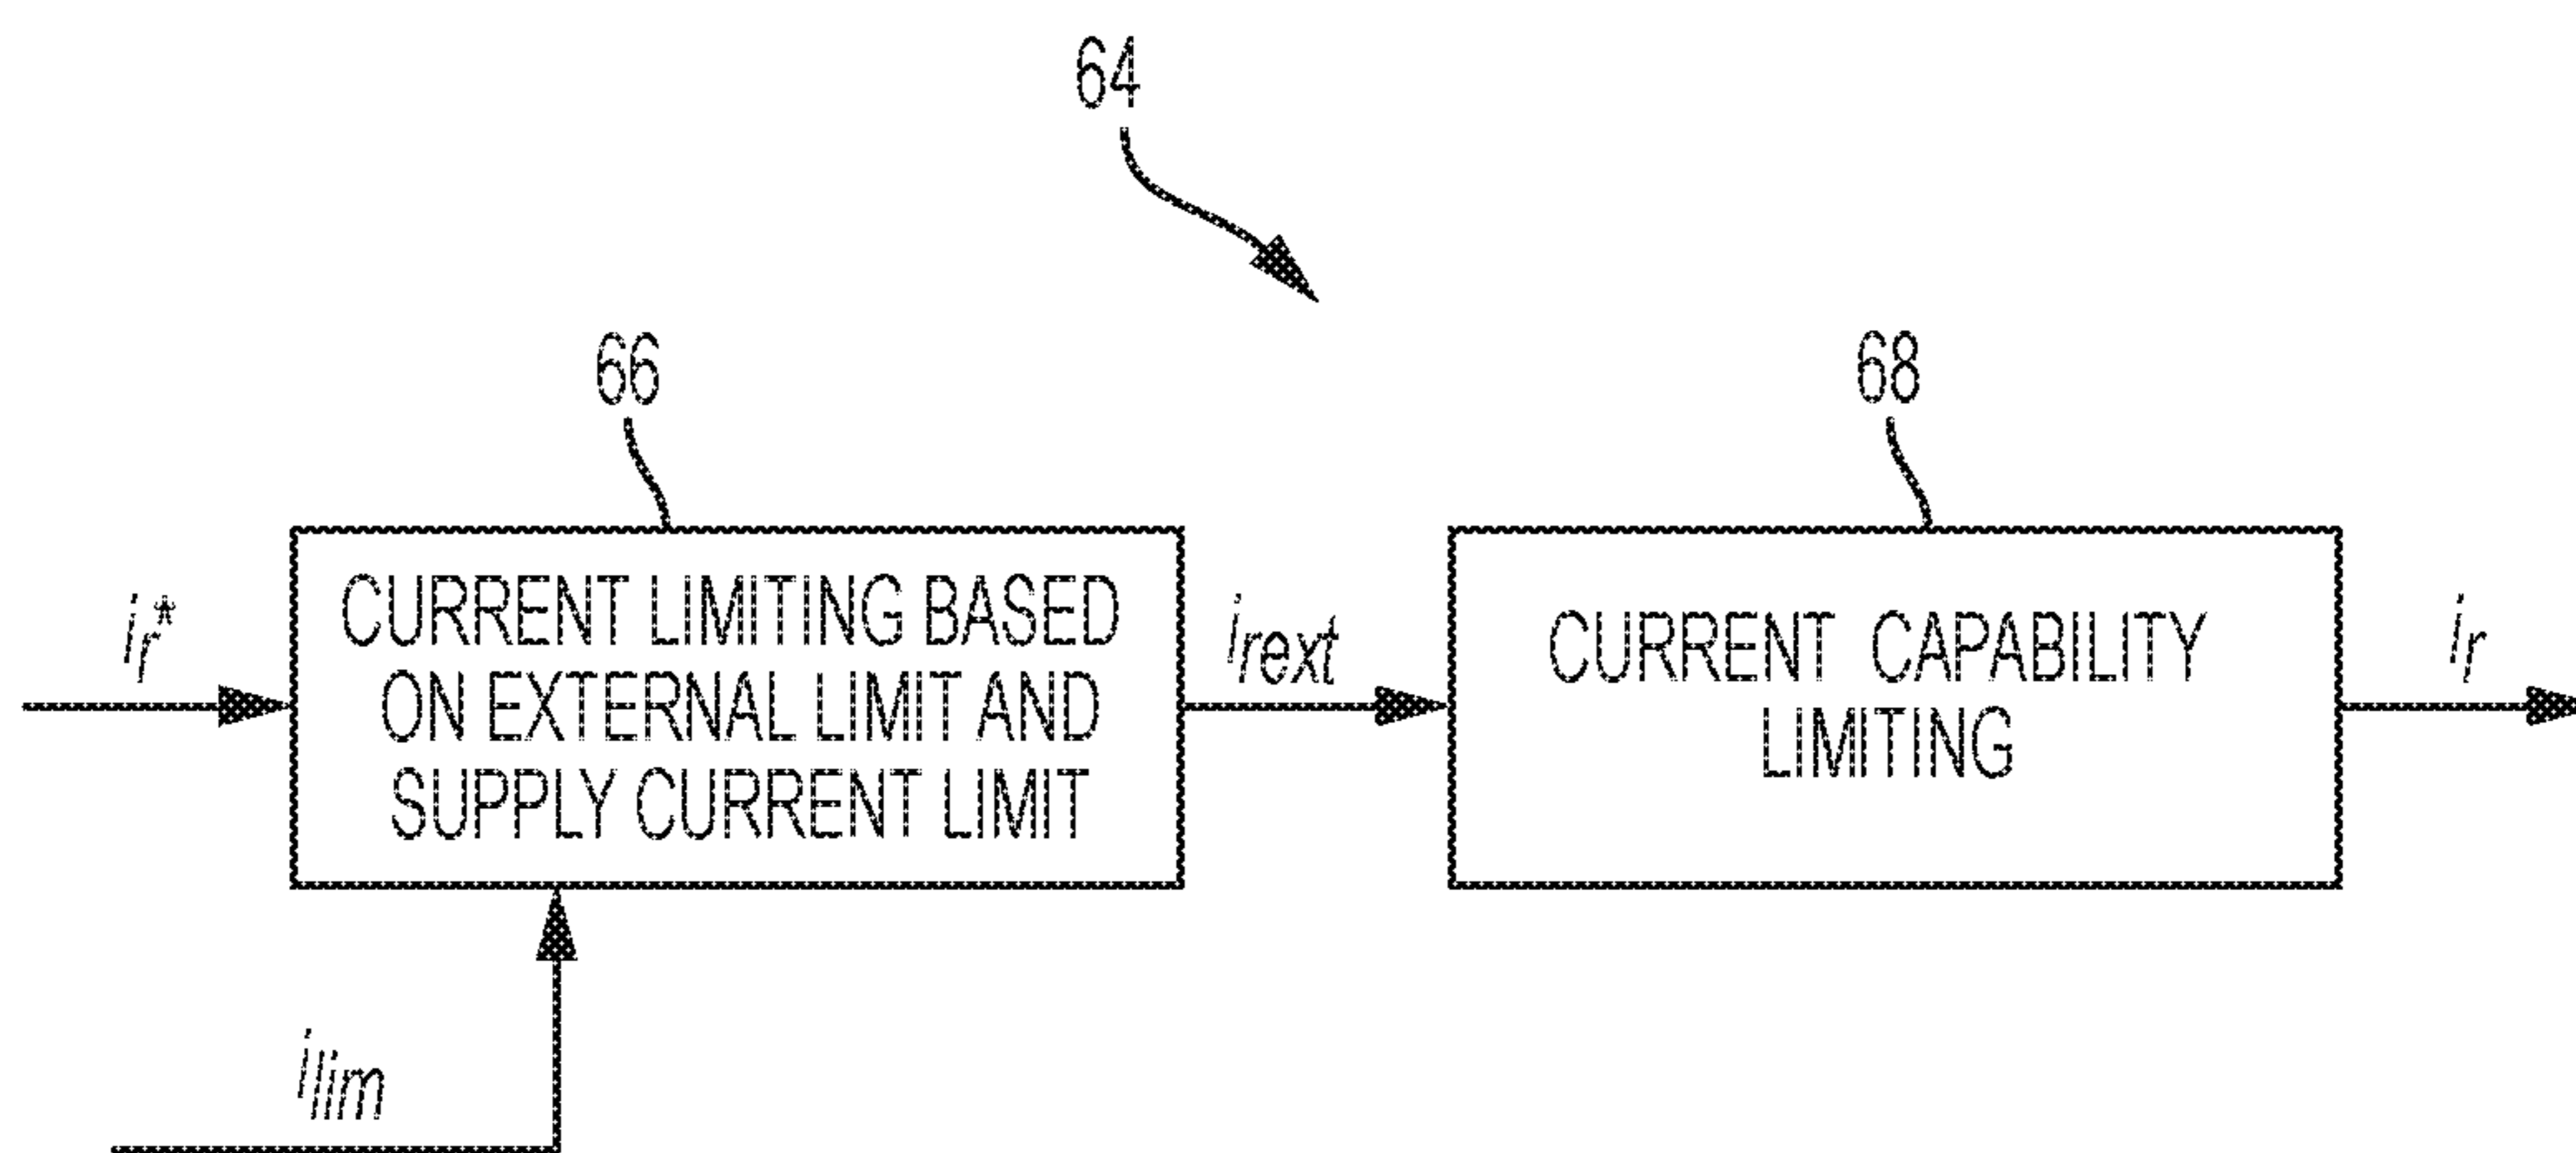 64
66
68
ir*
CURRENT LIMITING BASED
ON EXTERNAL LIMIT AND
SUPPLY CURRENT LIMIT
irext
CURRENT CAPABILITY
LIMITING
ir
ilim